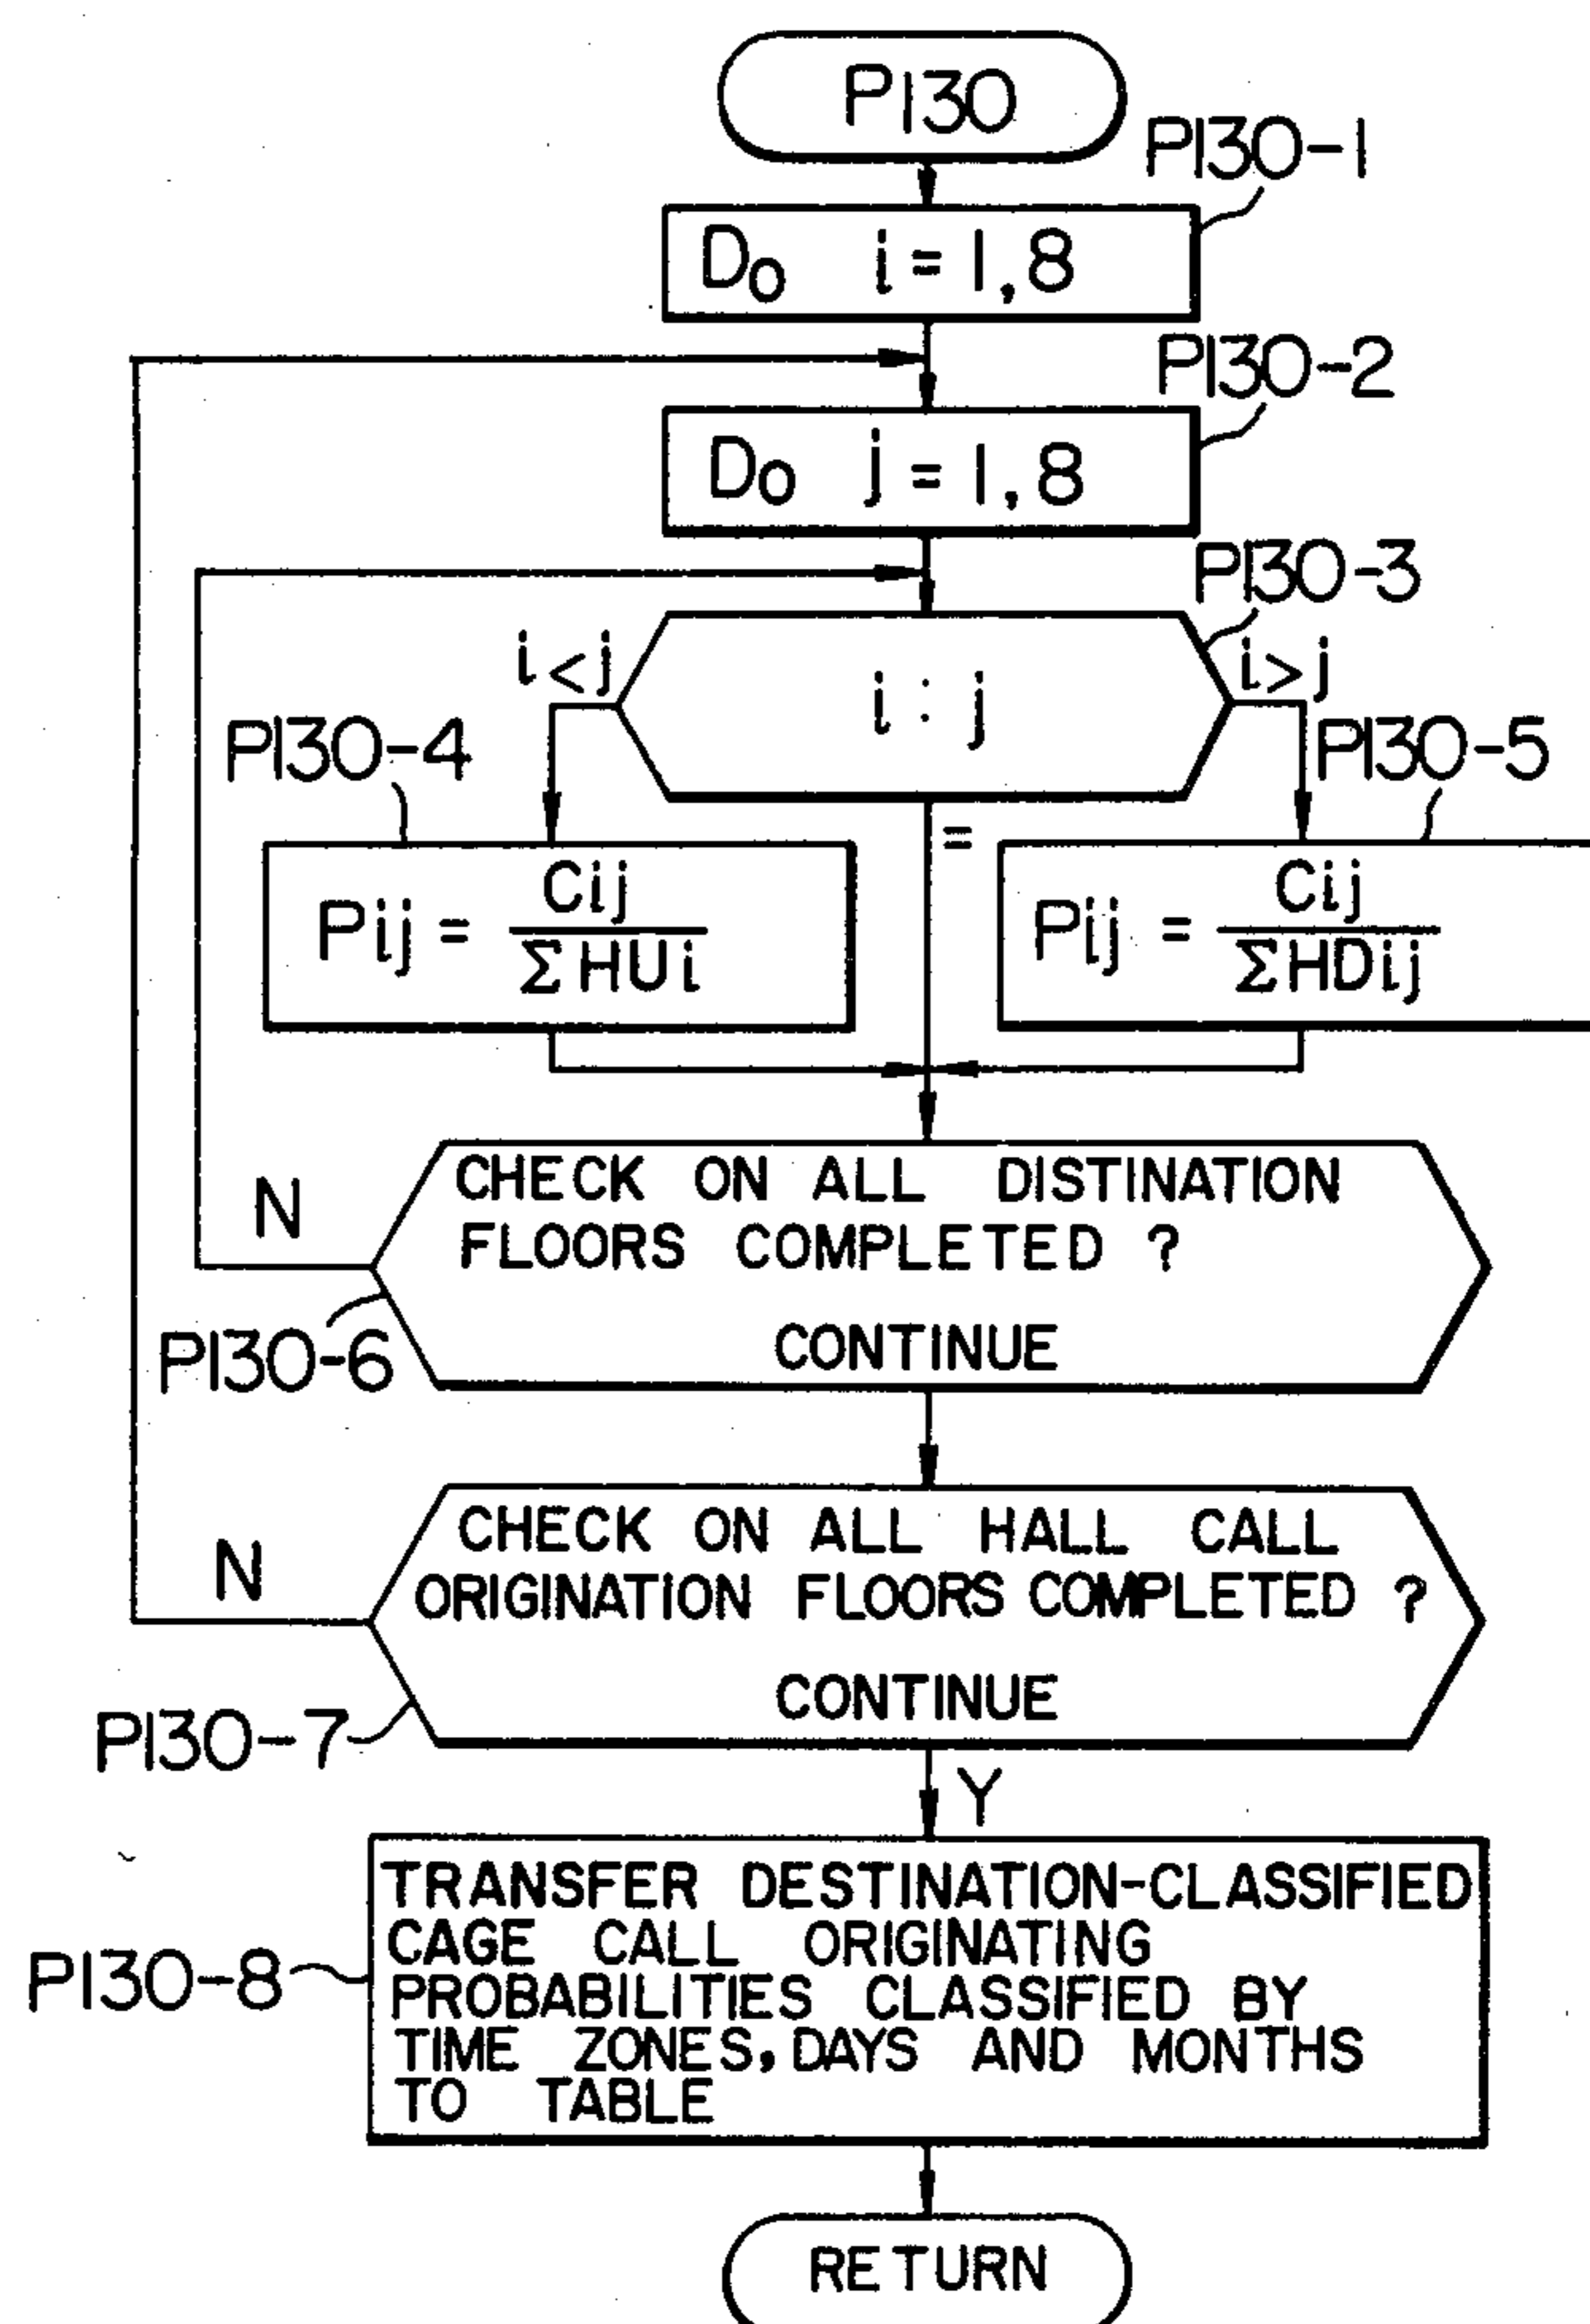 P130
P130-1
Do i = 1, 8
P130-2
Do j = 1, 8
P130-3
i < j
i : j
i > j
P130-4
=
P130-5
Pij = Cij / ΣHUi
Pij = Cij / ΣHDij
CHECK ON ALL DISTINATION
FLOORS COMPLETED ?
N
CONTINUE
P130-6
CHECK ON ALL HALL CALL
ORIGINATION FLOORS COMPLETED ?
N
CONTINUE
P130-7
Y
TRANSFER DESTINATION-CLASSIFIED
CAGE CALL ORIGINATING
P130-8
PROBABILITIES CLASSIFIED BY
TIME ZONES, DAYS AND MONTHS
TO TABLE
RETURN